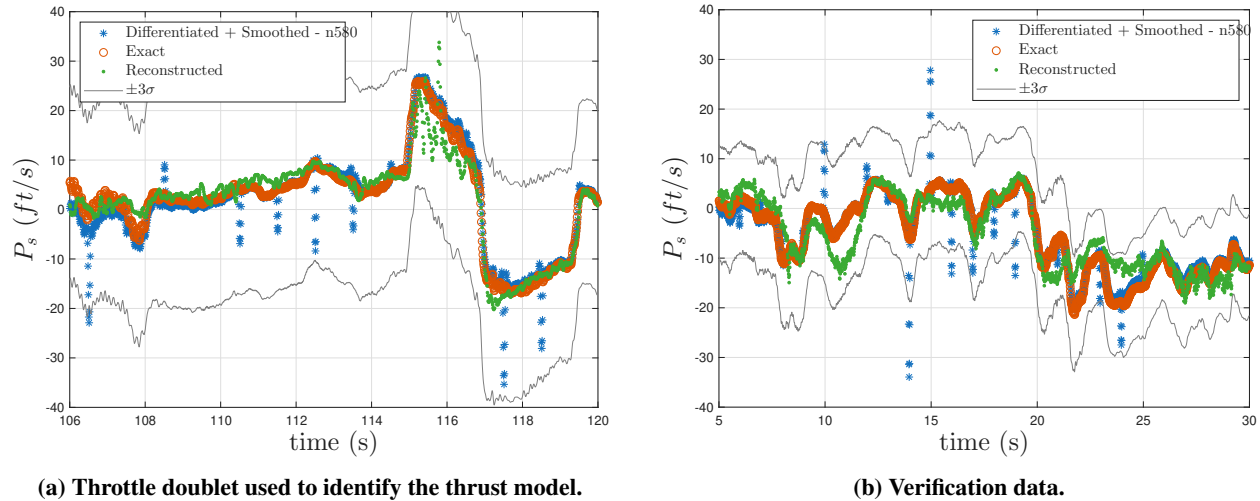 40
30
20
10
0
-10
-20
-30
-40
P_s (ft/s)
Differentiated + Smoothed - n580
Exact
Reconstructed
±3σ
106 108 110 112 114 116 118 120
time (s)
(a) Throttle doublet used to identify the thrust model.
40
30
20
10
0
-10
-20
-30
-40
P_s (ft/s)
Differentiated + Smoothed - n580
Exact
Reconstructed
±3σ
5 10 15 20 25 30
time (s)
(b) Verification data.